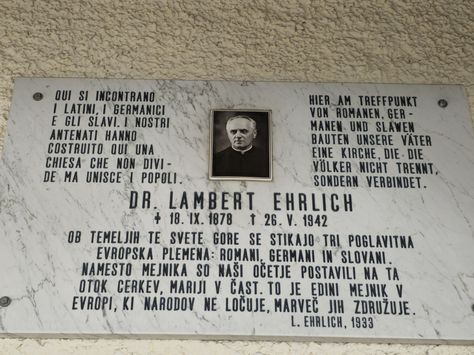 QUI SI INCONTRANO
I LATINI, I GERMANICI
E GLI SLAVI. I NOSTRI
ANTENATI HANNO
COSTRUITO QUI UNA
CHIESA CHE NON DIVI-
DE MA UNISCE I POPOLI.
HIER AM TREFFPUNKT
VON ROMANEN, GER-
MANEN UND SLAWEN
BAUTEN UNSERE VÄTER
EINE KIRCHE, DIE DIE
VÖLKER NICHT TRENNT,
SONDERN VERBINDET.
DR. LAMBERT EHRLICH
+ 18. IX. 1878 † 26. V. 1942
OB TEMELJIH TE SVETE GORE SE STIKAJO TRI POGLAVITNA
EVROPSKA PLEMENA: ROMANI, GERMANI IN SLOVANI.
NAMESTO MEJNIKA SO NAŠI OČETJE POSTAVILI NA TA
OTOK CERKEV, MARIJI V ČAST. TO JE EDINI MEJNIK V
EVROPI, KI NARODOV NE LOČUJE, MARVEČ JIH ZDRUŽUJE.
L. EHRLICH, 1933